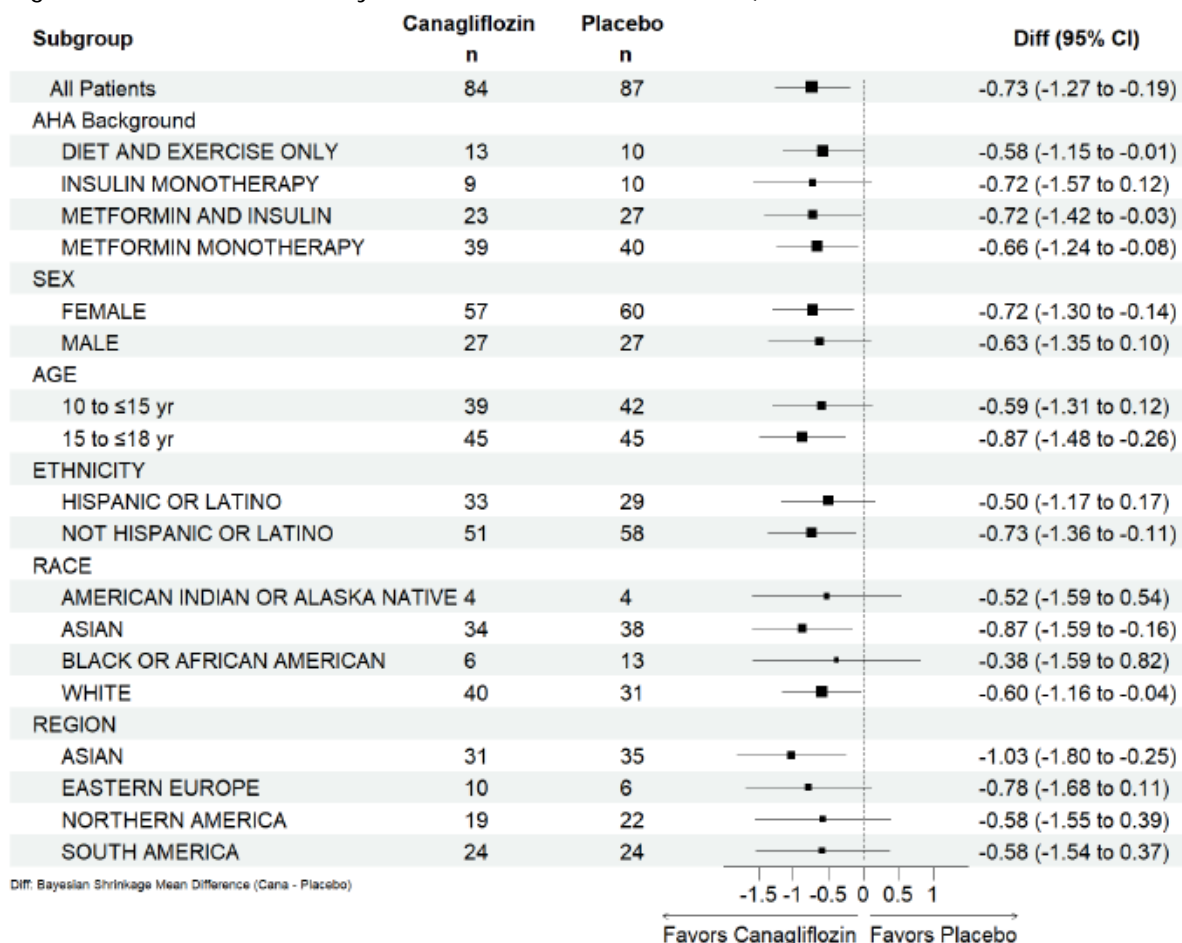 Subgroup Canagliflozin n Placebo n Diff (95% CI)
All Patients 84 87 -0.73 (-1.27 to -0.19)
AHA Background
DIET AND EXERCISE ONLY 13 10 -0.58 (-1.15 to -0.01)
INSULIN MONOTHERAPY 9 10 -0.72 (-1.57 to 0.12)
METFORMIN AND INSULIN 23 27 -0.72 (-1.42 to -0.03)
METFORMIN MONOTHERAPY 39 40 -0.66 (-1.24 to -0.08)
SEX
FEMALE 57 60 -0.72 (-1.30 to -0.14)
MALE 27 27 -0.63 (-1.35 to 0.10)
AGE
10 to ≤15 yr 39 42 -0.59 (-1.31 to 0.12)
15 to ≤18 yr 45 45 -0.87 (-1.48 to -0.26)
ETHNICITY
HISPANIC OR LATINO 33 29 -0.50 (-1.17 to 0.17)
NOT HISPANIC OR LATINO 51 58 -0.73 (-1.36 to -0.11)
RACE
AMERICAN INDIAN OR ALASKA NATIVE 4 4 -0.52 (-1.59 to 0.54)
ASIAN 34 38 -0.87 (-1.59 to -0.16)
BLACK OR AFRICAN AMERICAN 6 13 -0.38 (-1.59 to 0.82)
WHITE 40 31 -0.60 (-1.16 to -0.04)
REGION
ASIAN 31 35 -1.03 (-1.80 to -0.25)
EASTERN EUROPE 10 6 -0.78 (-1.68 to 0.11)
NORTHERN AMERICA 19 22 -0.58 (-1.55 to 0.39)
SOUTH AMERICA 24 24 -0.58 (-1.54 to 0.37)
Diff: Bayesian Shrinkage Mean Difference (Cana - Placebo)
-1.5 -1 -0.5 0 0.5 1
Favors Canagliflozin Favors Placebo